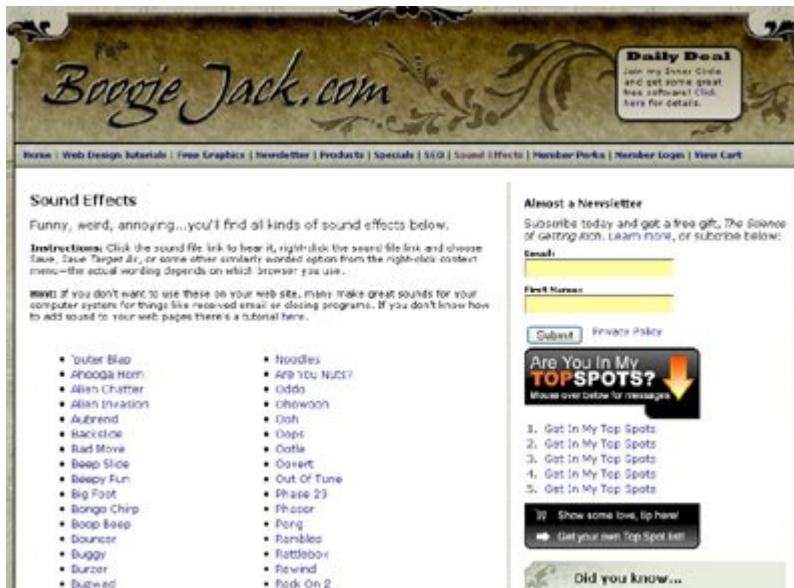 BoogieJack.com
Daily Deal
Join my Inner Circle
and get some great
free software! Click
here for details.
Home | Web Design Tutorials | Free Graphics | Newsletter | Products | Specials | SEO | Sound Effects | Member Perks | Member Login | View Cart
Sound Effects
Funny, weird, annoying...you'll find all kinds of sound effects below.
Instructions: Click the sound file link to hear it, right-click the sound file link and choose
Save, Save Target As, or some other similarly worded option from the right-click context
menu—the actual wording depends on which browser you use.
Hint: If you don't want to use these on your web site, many make great sounds for your
computer system for things like received email or closing programs. If you don't know how
to add sound to your web pages there's a tutorial here.
'puter Blap
Ahooga Horn
Alien Chatter
Alien Invasion
Aubrend
Backslide
Bad Move
Beep Slide
Beepy Fun
Big Foot
Bongo Chirp
Boop Beep
Bouncer
Buggy
Burzer
Bugwad
Noodles
Are You Nuts?
Oddo
Ohowooh
Ooh
Oops
Ootle
Oovert
Out Of Tune
Phase 23
Phaser
Pong
Rambles
Rattlebox
Rewind
Rock On 2
Almost a Newsletter
Subscribe today and get a free gift, The Science
of Getting Rich. Learn more, or subcribe below:
Email:
First Name:
Submit
Privacy Policy
Are You In My
TOPSPOTS?
Mouse over below for messages
1. Get In My Top Spots
2. Get In My Top Spots
3. Get In My Top Spots
4. Get In My Top Spots
5. Get In My Top Spots
Show some love, tip here!
Get your own Top Spot list!
Did you know...